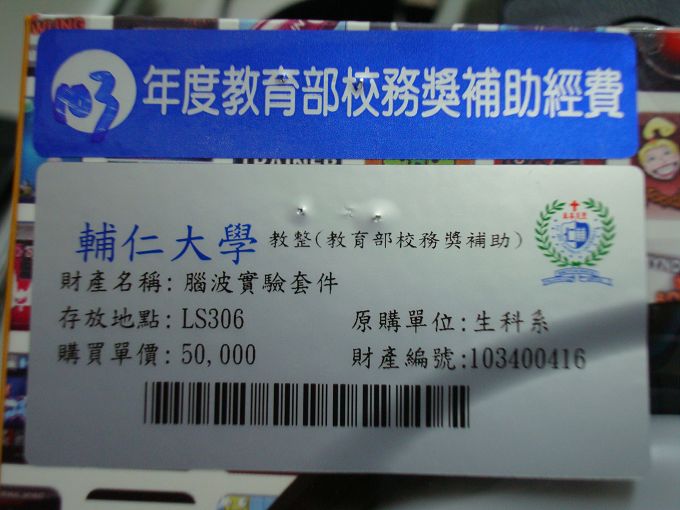 103年度教育部校務獎補助經費
輔仁大學 教整(教育部校務獎補助)
財產名稱: 腦波實驗套件
存放地點: LS306 原購單位: 生科系
購買單價: 50,000 財產編號:103400416